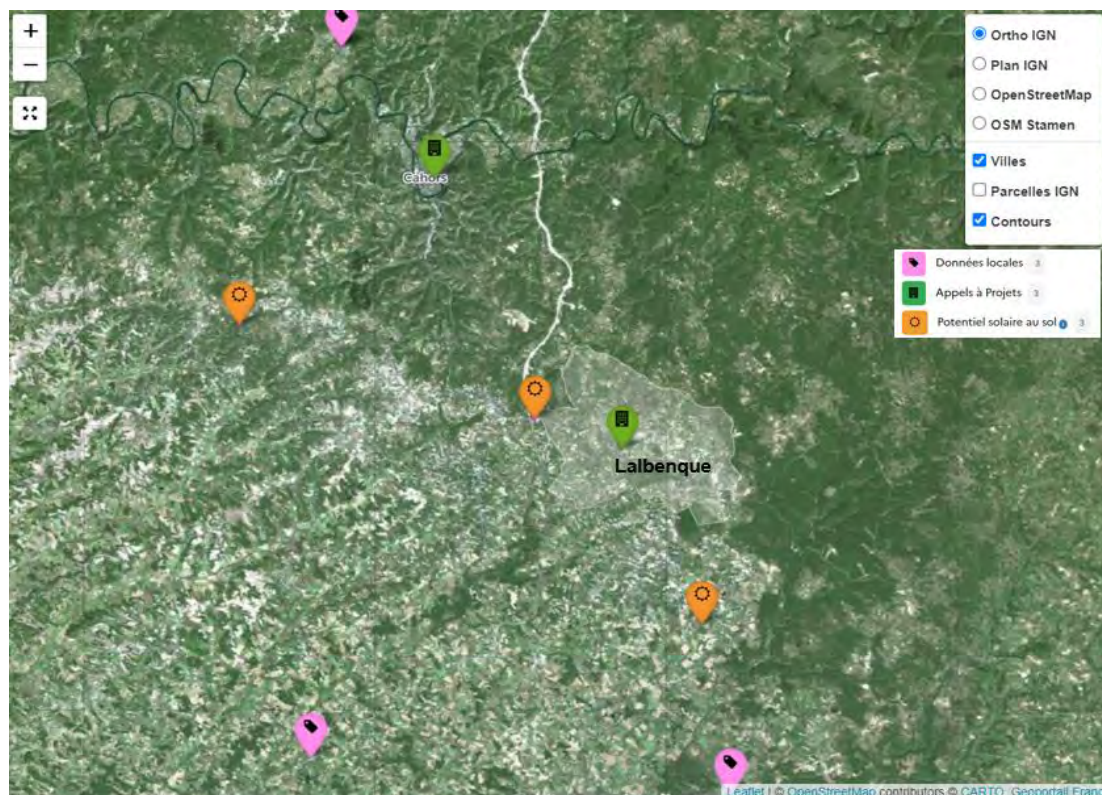 +
−
Ortho IGN
Plan IGN
OpenStreetMap
OSM Stamen
Villes
Parcelles IGN
Contours
Données locales 3
Appels à Projets 3
Potentiel solaire au sol i 3
Cahors
Lalbenque
Leaflet | © OpenStreetMap contributors © CARTO, Geoportail Franc